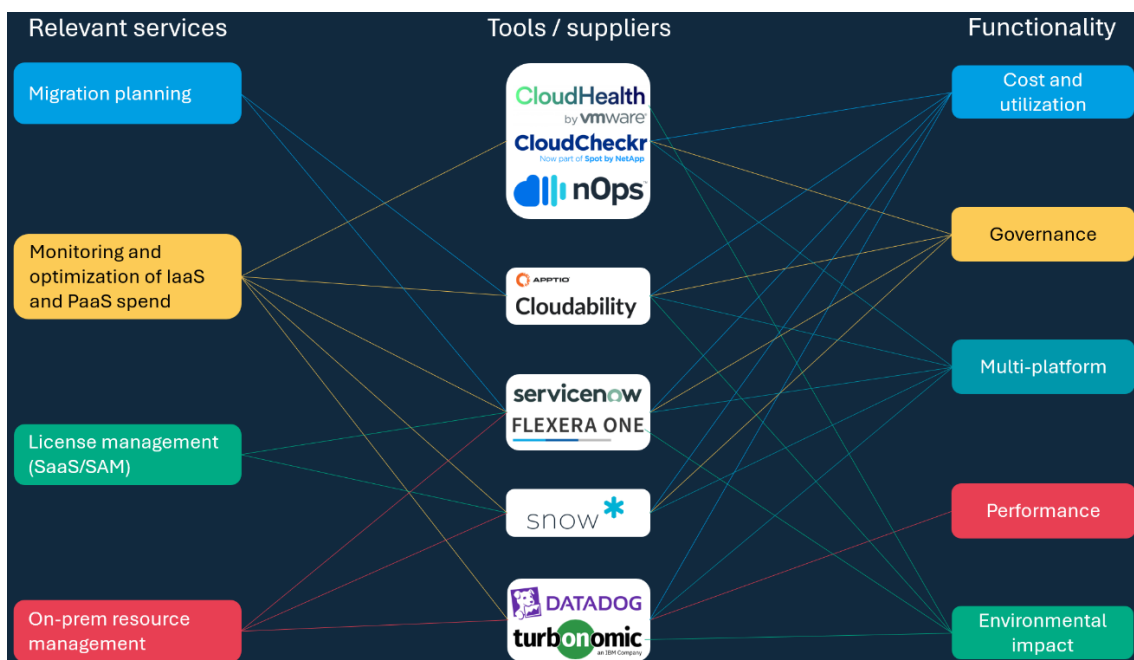 Relevant services
Tools / suppliers
Functionality
Migration planning
Monitoring and
optimization of IaaS
and PaaS spend
License management
(SaaS/SAM)
On-prem resource
management
CloudHealth
by vmware®
CloudCheckr
Now part of Spot by NetApp
nOps™
APPTIO
Cloudability
servicenow
FLEXERA ONE
snow
DATADOG
turbonomic
an IBM Company
Cost and
utilization
Governance
Multi-platform
Performance
Environmental
impact